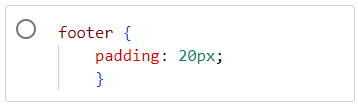 footer {
    padding: 20px;
    }